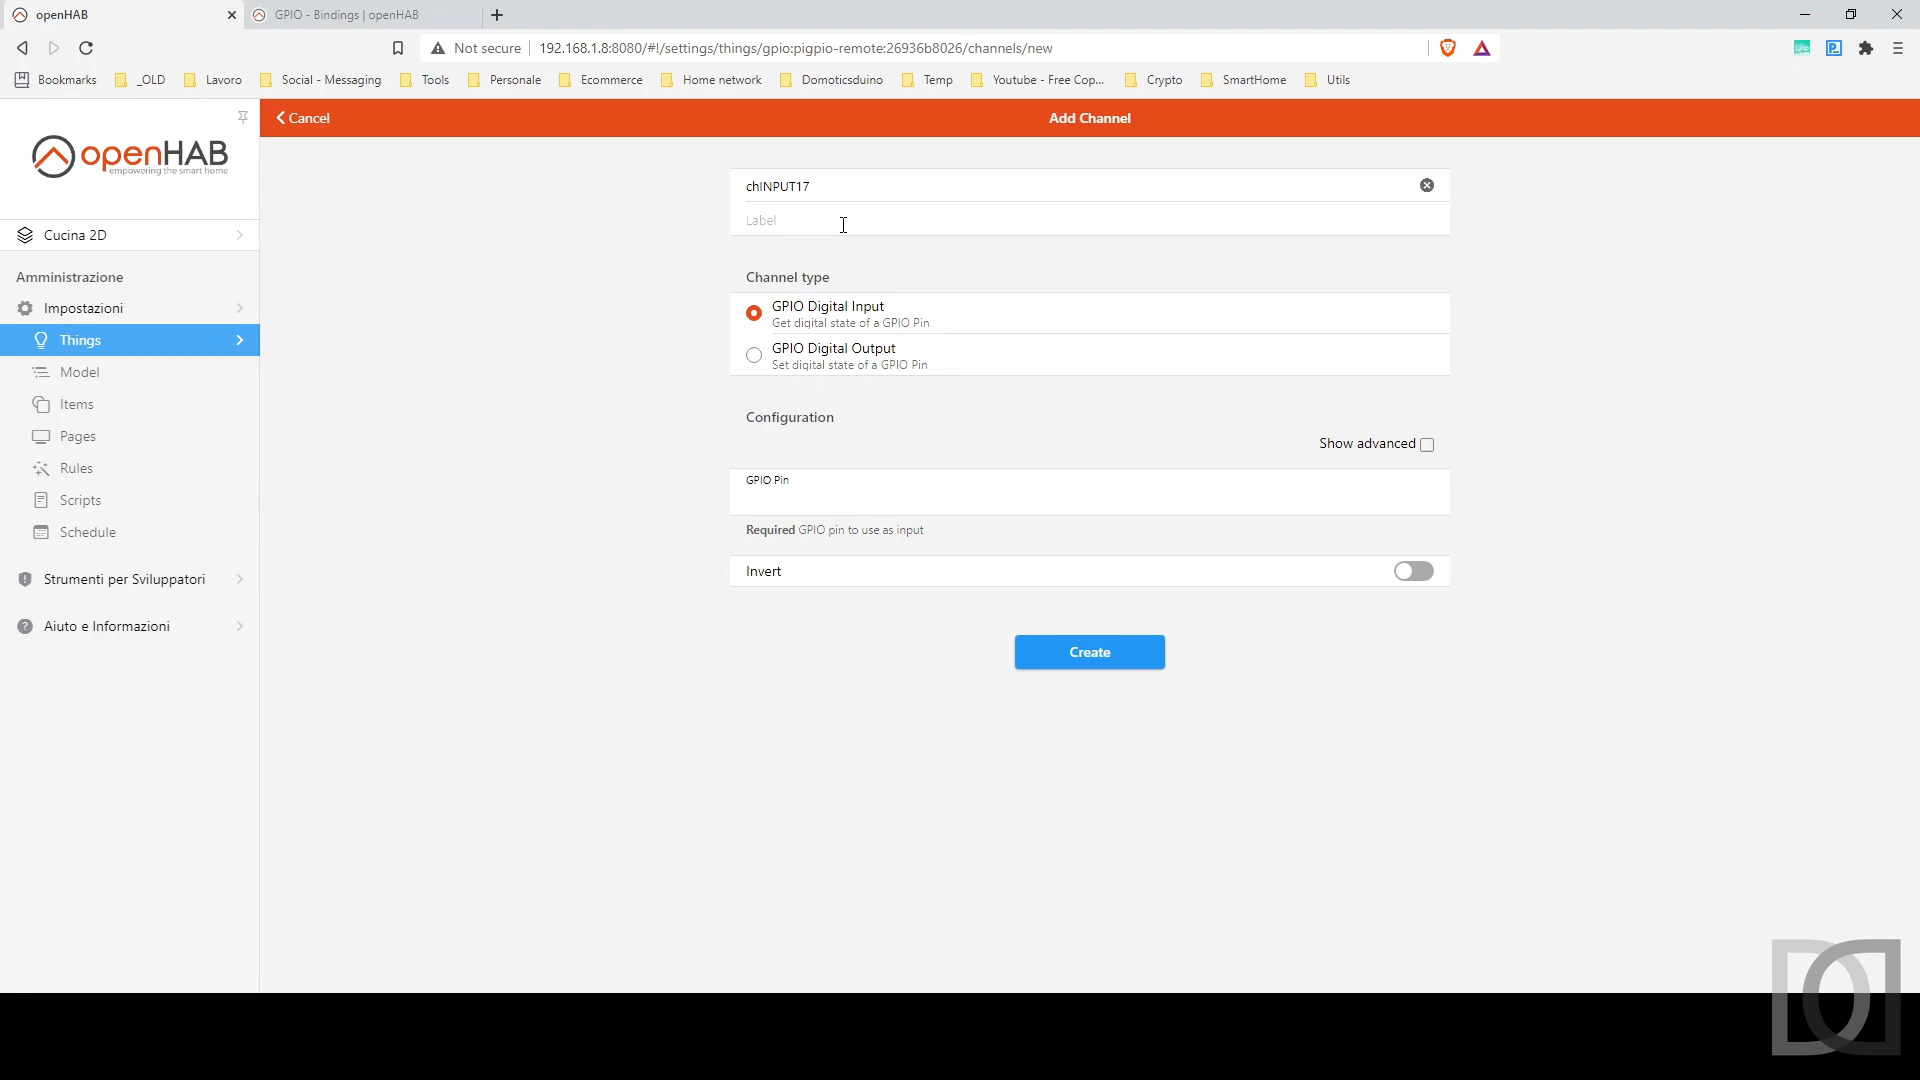 openHAB
GPIO - Bindings | openHAB
Not secure
192.168.1.8:8080/#!/settings/things/gpio:pigpio-remote:26936b8026/channels/new
Bookmarks
_OLD
Lavoro
Social - Messaging
Tools
Personale
Ecommerce
Home network
Domoticsduino
Temp
Youtube - Free Cop...
Crypto
SmartHome
Utils
Cancel
Add Channel
openHAB
empowering the smart home
chINPUT17
Label
Cucina 2D
Amministrazione
Impostazioni
Things
Model
Items
Pages
Rules
Scripts
Schedule
Strumenti per Sviluppatori
Aiuto e Informazioni
Channel type
GPIO Digital Input
Get digital state of a GPIO Pin
GPIO Digital Output
Set digital state of a GPIO Pin
Configuration
Show advanced
GPIO Pin
Required GPIO pin to use as input
Invert
Create